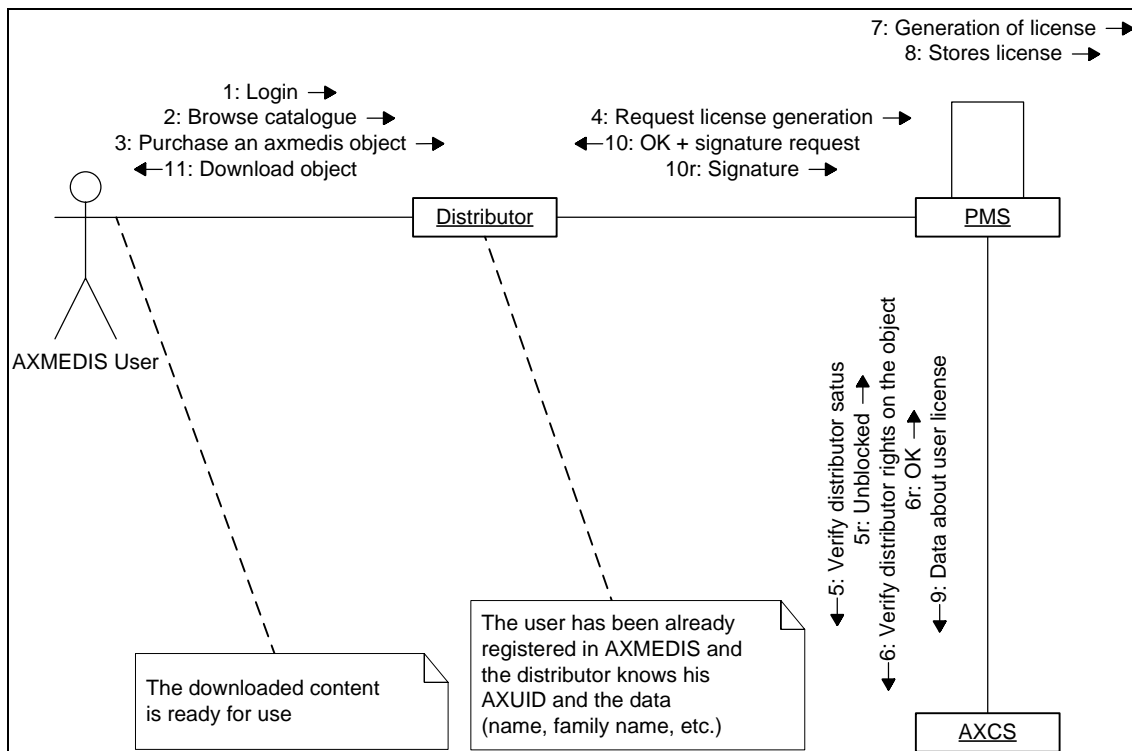 7: Generation of license
8: Stores license
1: Login
2: Browse catalogue
3: Purchase an axmedis object
11: Download object
4: Request license generation
10: OK + signature request
10r: Signature
Distributor
PMS
AXMEDIS User
5: Verify distributor satus
5r: Unblocked
6: Verify distributor rights on the object
6r: OK
9: Data about user license
The downloaded content
is ready for use
The user has been already
registered in AXMEDIS and
the distributor knows his
AXUID and the data
(name, family name, etc.)
AXCS